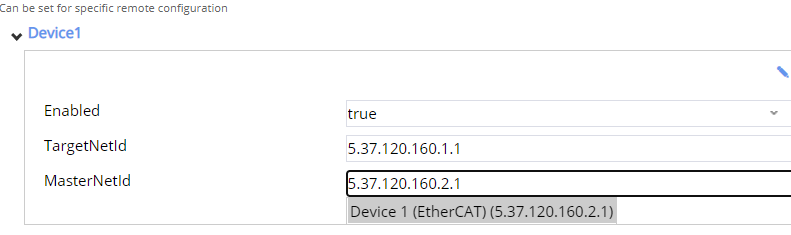 Can be set for specific remote configuration
Device1
Enabled
true
TargetNetId
5.37.120.160.1.1
MasterNetId
5.37.120.160.2.1
Device 1 (EtherCAT) (5.37.120.160.2.1)